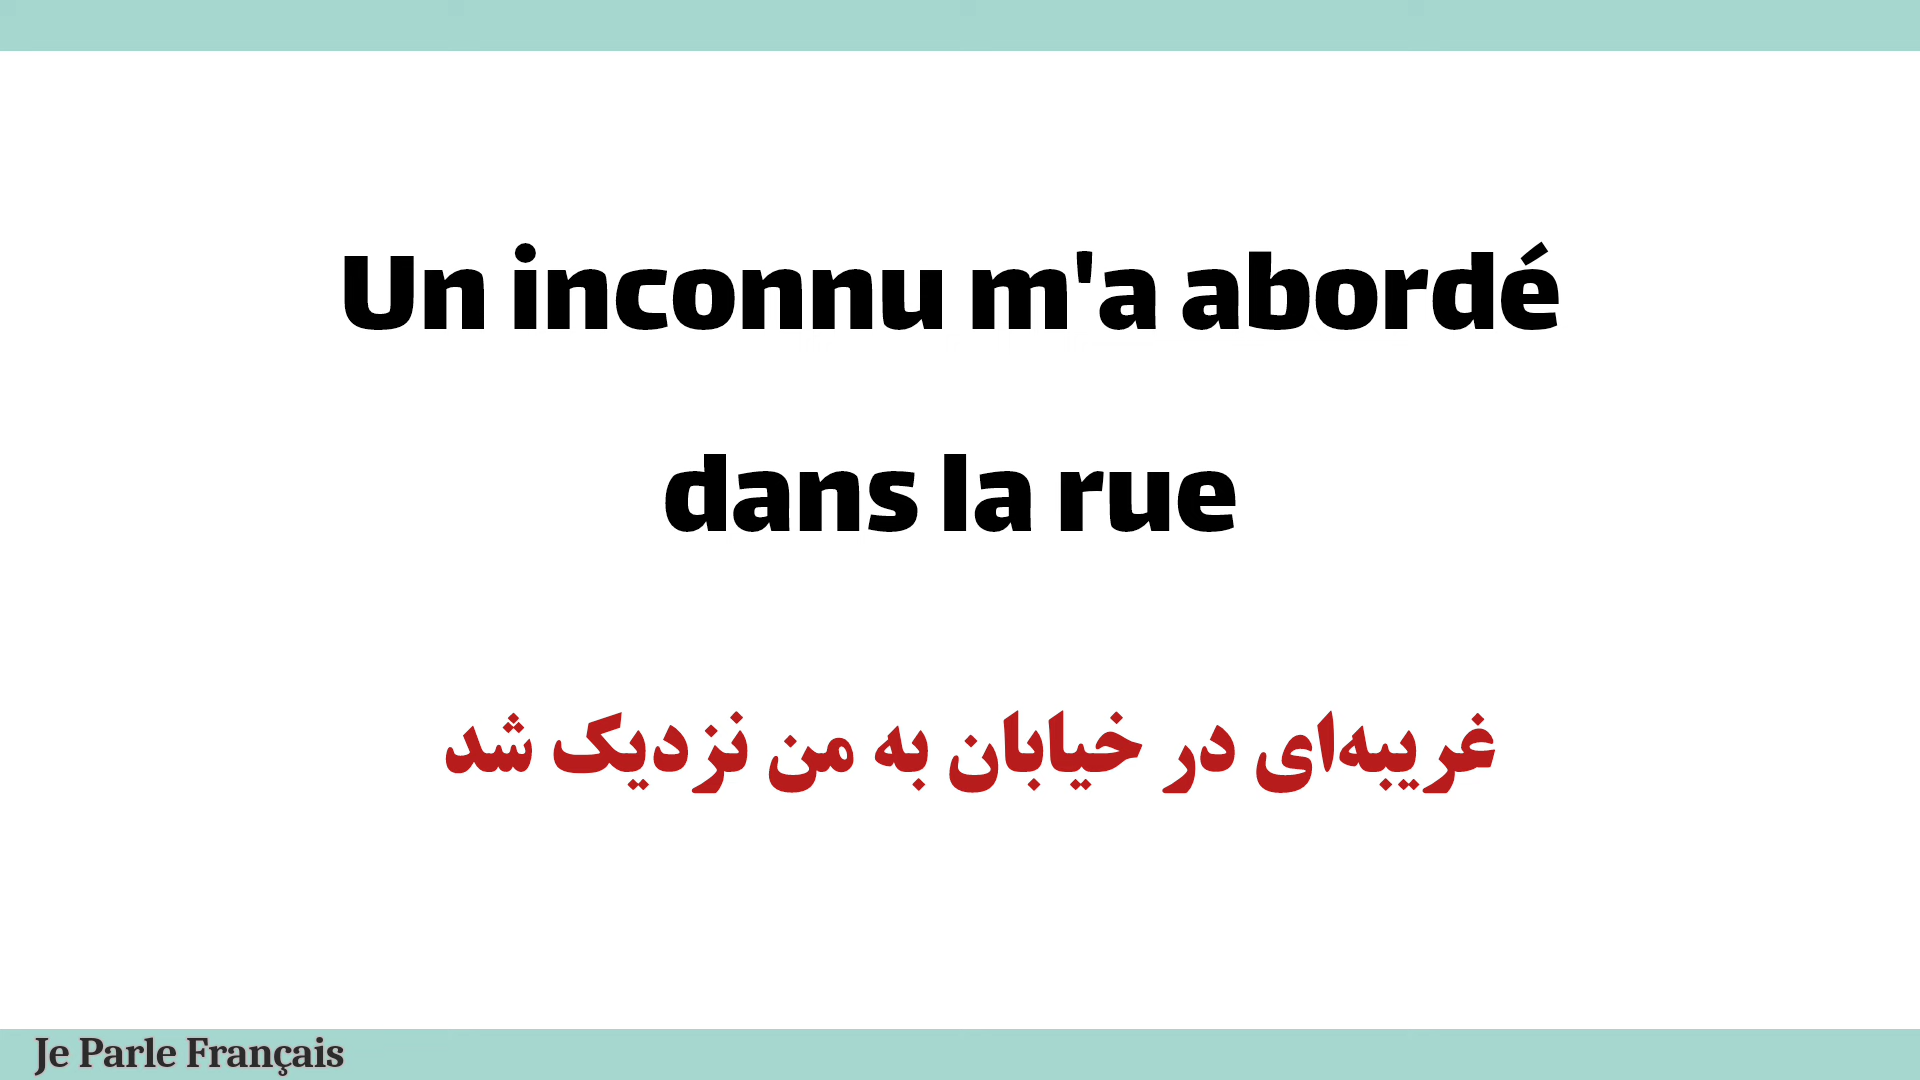 Un inconnu m'a abordé
dans la rue
غریبه‌ای در خیابان به من نزدیک شد
Je Parle Français